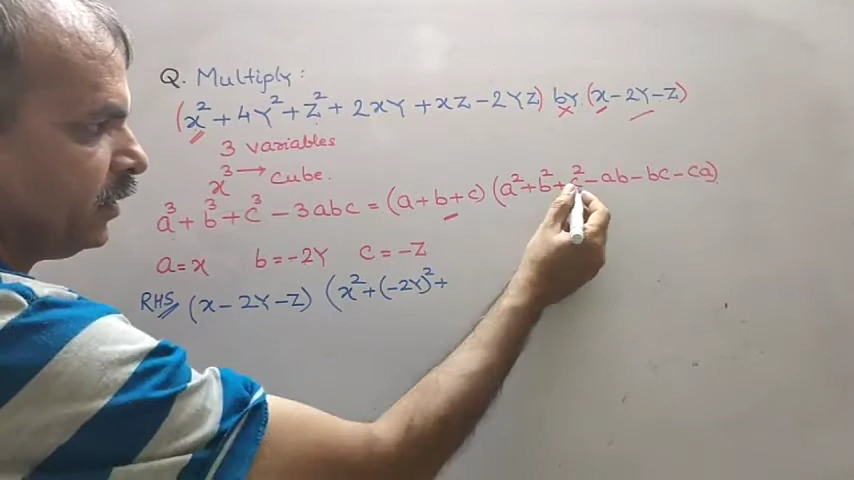 Q. Multiply:
(x² + 4Y² + Z² + 2xY + xZ - 2YZ) by (x - 2Y - Z)
3 variables
x³ → Cube.
a³ + b³ + c³ - 3abc = (a+b+c) (a² + b² + c² - ab - bc - ca)
a = x b = -2Y c = -Z
RHS (x - 2Y - Z) (x² + (-2Y)² +